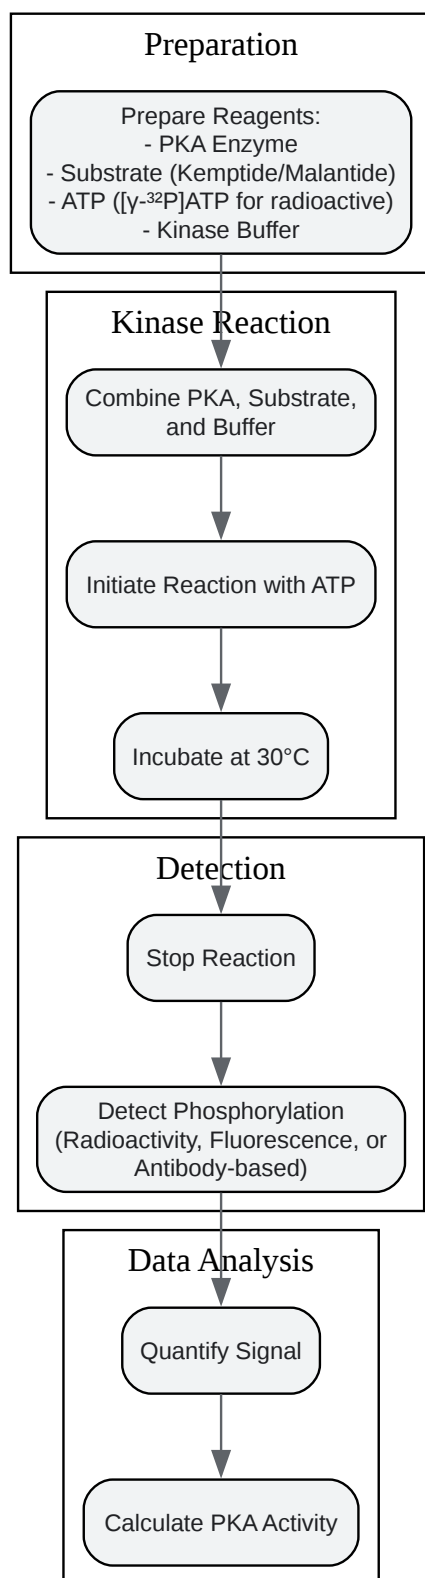 Preparation
Prepare Reagents:
- PKA Enzyme
- Substrate (Kemptide/Malantide)
- ATP ([γ-³²P]ATP for radioactive)
- Kinase Buffer
Kinase Reaction
Combine PKA, Substrate,
and Buffer
Initiate Reaction with ATP
Incubate at 30°C
Detection
Stop Reaction
Detect Phosphorylation
(Radioactivity, Fluorescence, or
Antibody-based)
Data Analysis
Quantify Signal
Calculate PKA Activity